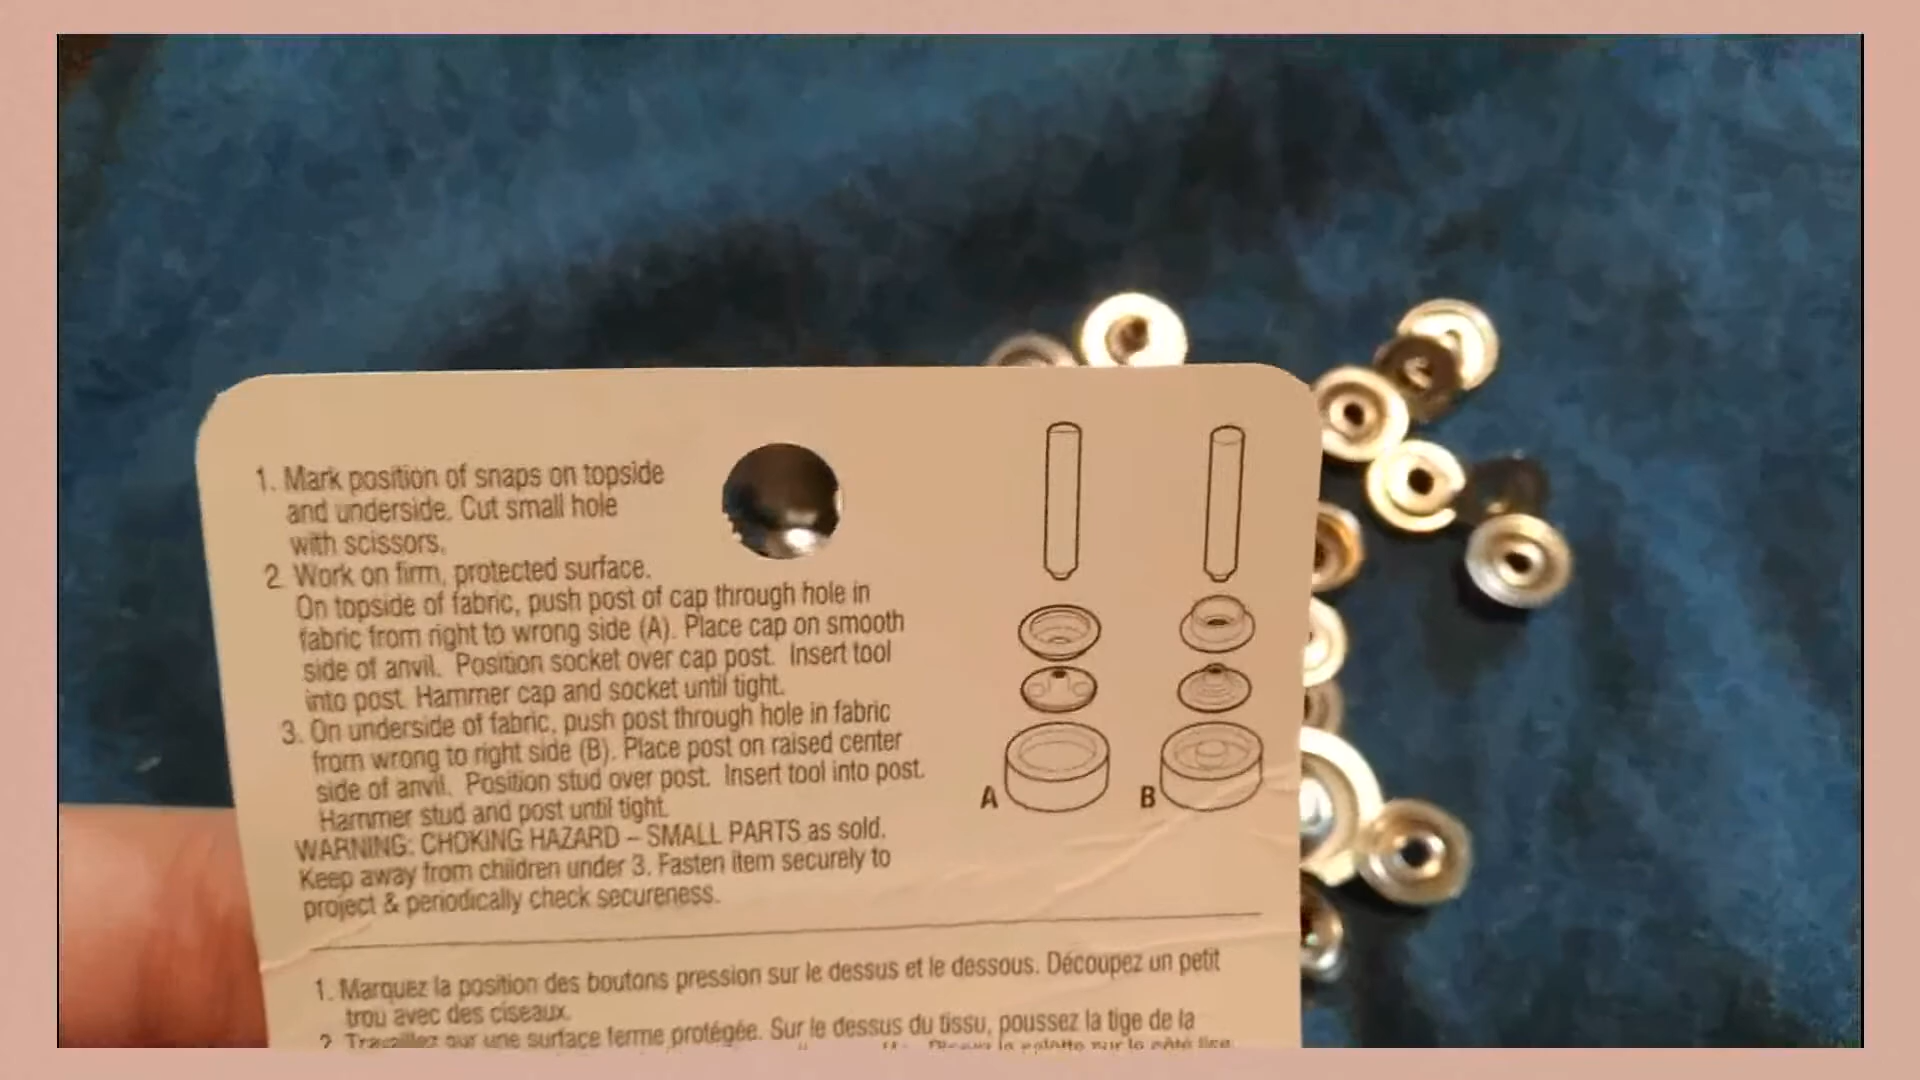 1. Mark position of snaps on topside
and underside. Cut small hole
with scissors.
2. Work on firm, protected surface.
On topside of fabric, push post of cap through hole in
fabric from right to wrong side (A). Place cap on smooth
side of anvil. Position socket over cap post. Insert tool
into post. Hammer cap and socket until tight.
3. On underside of fabric, push post through hole in fabric
from wrong to right side (B). Place post on raised center
side of anvil. Position stud over post. Insert tool into post.
Hammer stud and post until tight.
WARNING: CHOKING HAZARD – SMALL PARTS as sold.
Keep away from children under 3. Fasten item securely to
project & periodically check secureness.
A B
1. Marquez la position des boutons pression sur le dessus et le dessous. Découpez un petit
trou avec des ciseaux.
2. Travaillez sur une surface ferme protégée. Sur le dessus du tissu, poussez la tige de la